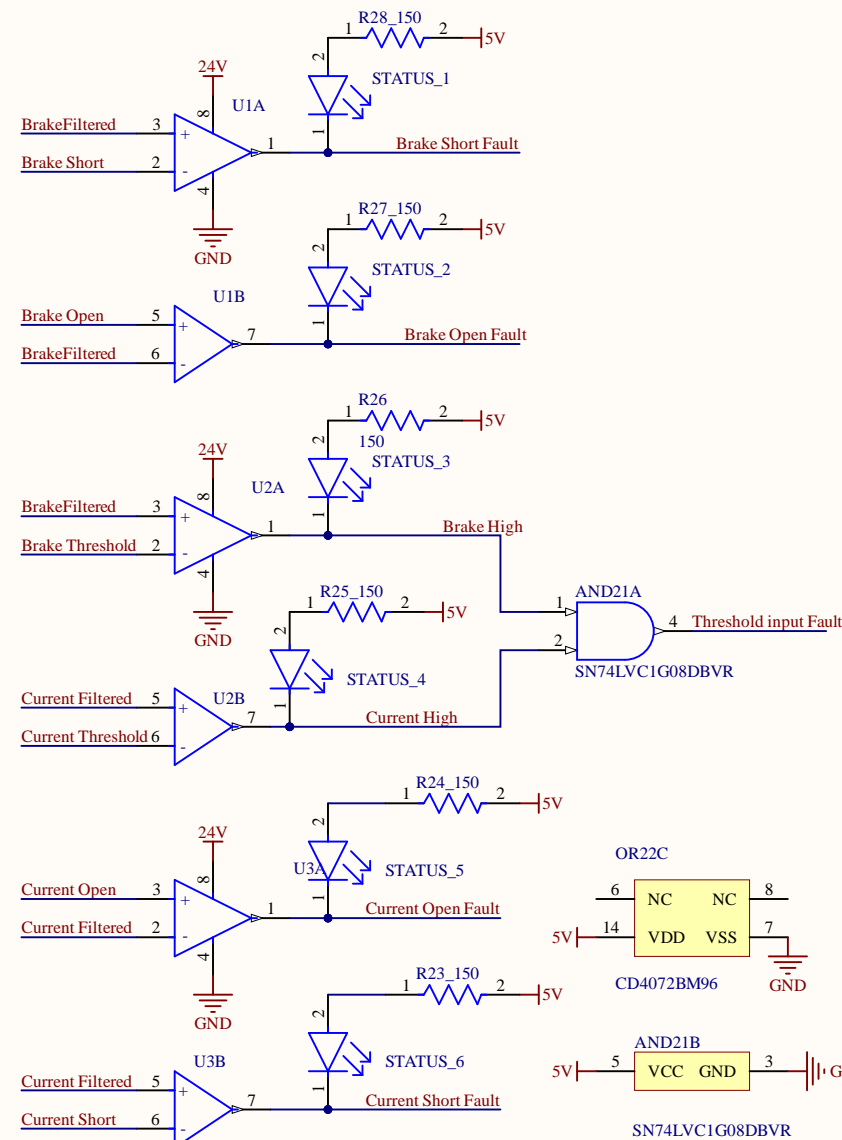 R28_150
1 2 5V
2
STATUS_1
24V
8
U1A
BrakeFiltered 3 +
1
1 Brake Short Fault
Brake Short 2 -
4
GND
R27_150
1 2 5V
2
STATUS_2
U1B
Brake Open 5 +
1
7 Brake Open Fault
BrakeFiltered 6 -
R26
1 2 5V
150
2
STATUS_3
24V
8
U2A
BrakeFiltered 3 +
1
1 Brake High
Brake Threshold 2 -
4
GND
R25_150
1 2 5V
2
STATUS_4
AND21A
1
2
4 Threshold input Fault
SN74LVC1G08DBVR
U2B
Current Filtered 5 +
1
7 Current High
Current Threshold 6 -
R24_150
1 2 5V
2
STATUS_5
24V
8
U3A
Current Open 3 +
1
1 Current Open Fault
Current Filtered 2 -
4
GND
OR22C
6 NC NC 8
5V 14 VDD VSS 7
CD4072BM96 GND
R23_150
1 2 5V
2
STATUS_6
U3B
Current Filtered 5 +
1
7 Current Short Fault
Current Short 6 -
AND21B
5V 5 VCC GND 3 G
SN74LVC1G08DBVR